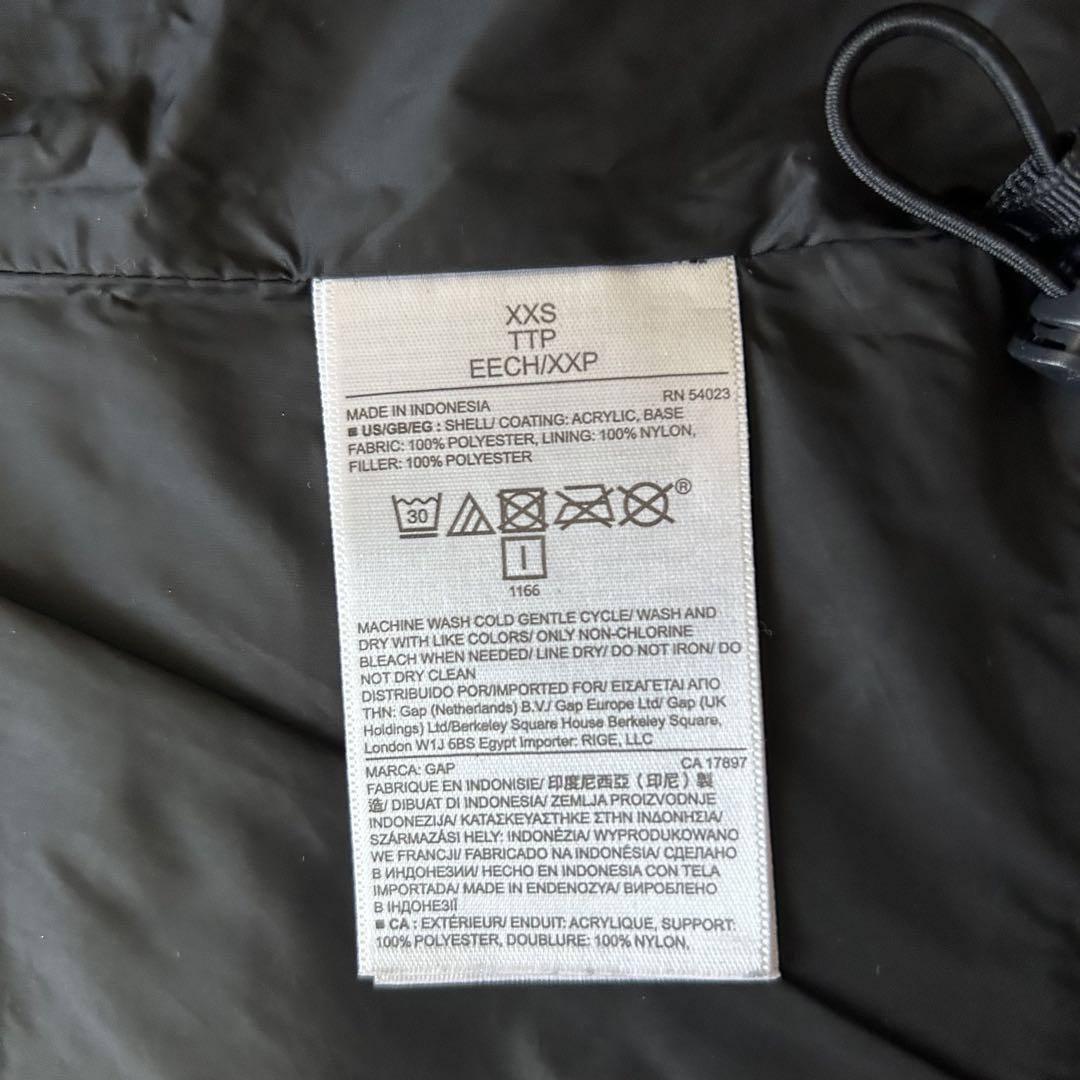 XXS
TTP
EECH/XXP
RN 54023
MADE IN INDONESIA
■ US/GB/EG : SHELL/ COATING: ACRYLIC, BASE
FABRIC: 100% POLYESTER, LINING: 100% NYLON,
FILLER: 100% POLYESTER
30
®
I
1166
MACHINE WASH COLD GENTLE CYCLE/ WASH AND
DRY WITH LIKE COLORS/ ONLY NON-CHLORINE
BLEACH WHEN NEEDED/ LINE DRY/ DO NOT IRON/ DO
NOT DRY CLEAN
DISTRIBUIDO POR/IMPORTED FOR/ ΕΙΣΑΓΕΤΑΙ ΑΠΟ
ΤΗΝ: Gap (Netherlands) B.V./ Gap Europe Ltd/ Gap (UK
Holdings) Ltd/Berkeley Square House Berkeley Square,
London W1J 6BS Egypt Importer: RIGE, LLC
MARCA: GAP CA 17897
FABRIQUE EN INDONISIE/ 印度尼西亞（印尼）製
造/ DIBUAT DI INDONESIA/ ZEMLJA PROIZVODNJE
INDONEZIJA/ ΚΑΤΑΣΚΕΥΑΣΤΗΚΕ ΣΤΗΝ ΙΝΔΟΝΗΣΙΑ/
SZÁRMAZÁSI HELY: INDONÉZIA/ WYPRODUKOWANO
WE FRANCJI/ FABRICADO NA INDONÉSIA/ СДЕЛАНО
В ИНДОНЕЗИИ/ HECHO EN INDONESIA CON TELA
IMPORTADA/ MADE IN ENDENOZYA/ ВИРОБЛЕНО
В ІНДОНЕЗІЇ
■ CA : EXTÉRIEUR/ ENDUIT: ACRYLIQUE, SUPPORT:
100% POLYESTER, DOUBLURE: 100% NYLON,